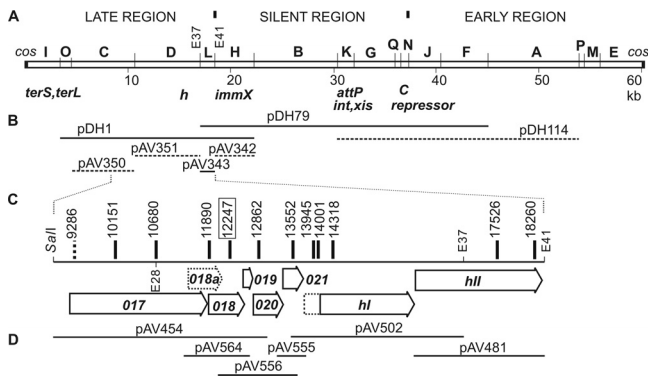 A LATE REGION SILENT REGION EARLY REGION
E37 E41
cos I O C D L H B K G Q N J F A P M E cos
10 20 30 40 50 60
kb
terS,terL h immX attP C
int,xis repressor
B pDH79
pDH1 pDH114
pAV351 pAV342
pAV350 pAV343
C SalI 9286 10151 10680 11890 12247 12862 13552 13945 14001 14318 E37 17526 18260 E41
E28 018a 019 021 hII
017 018 020 hI
pAV454 pAV502
D pAV564 pAV555 pAV481
pAV556